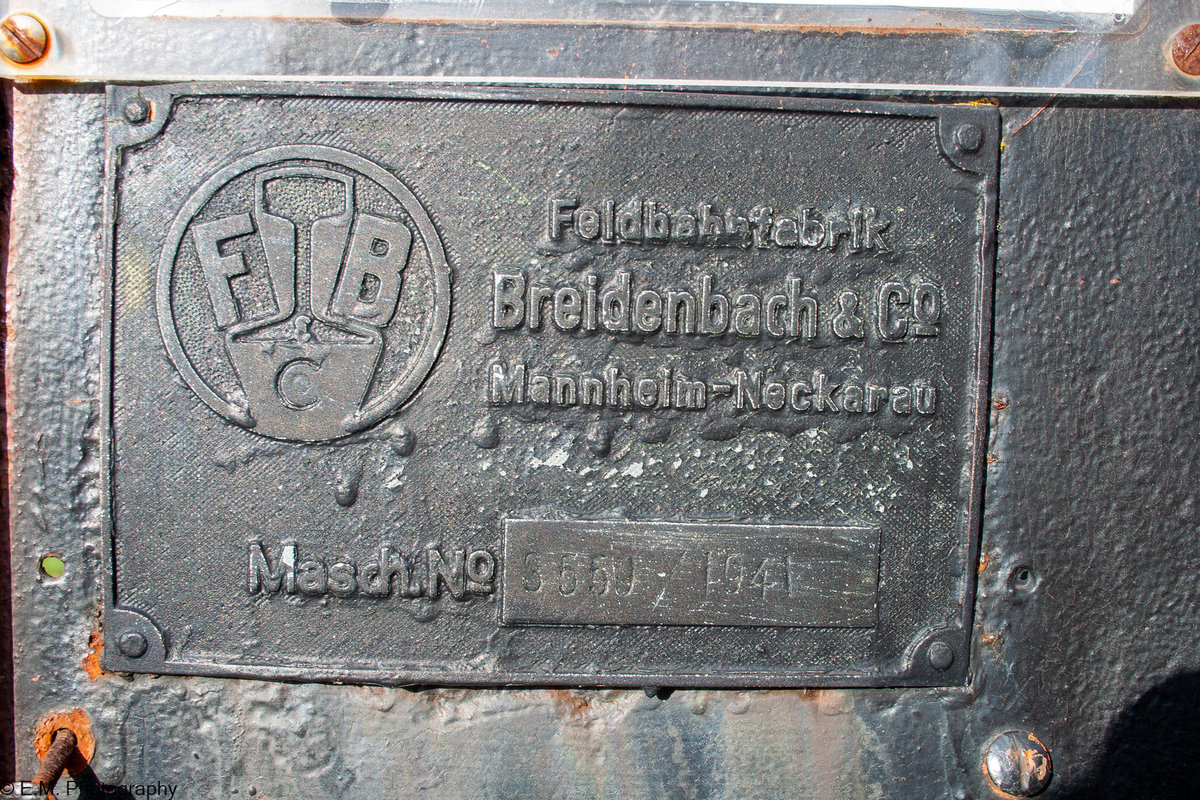 FB
C
Feldbahnfabrik
Breidenbach & Co
Mannheim-Neckarau
Masch.No / 1941
© E.M. Photography